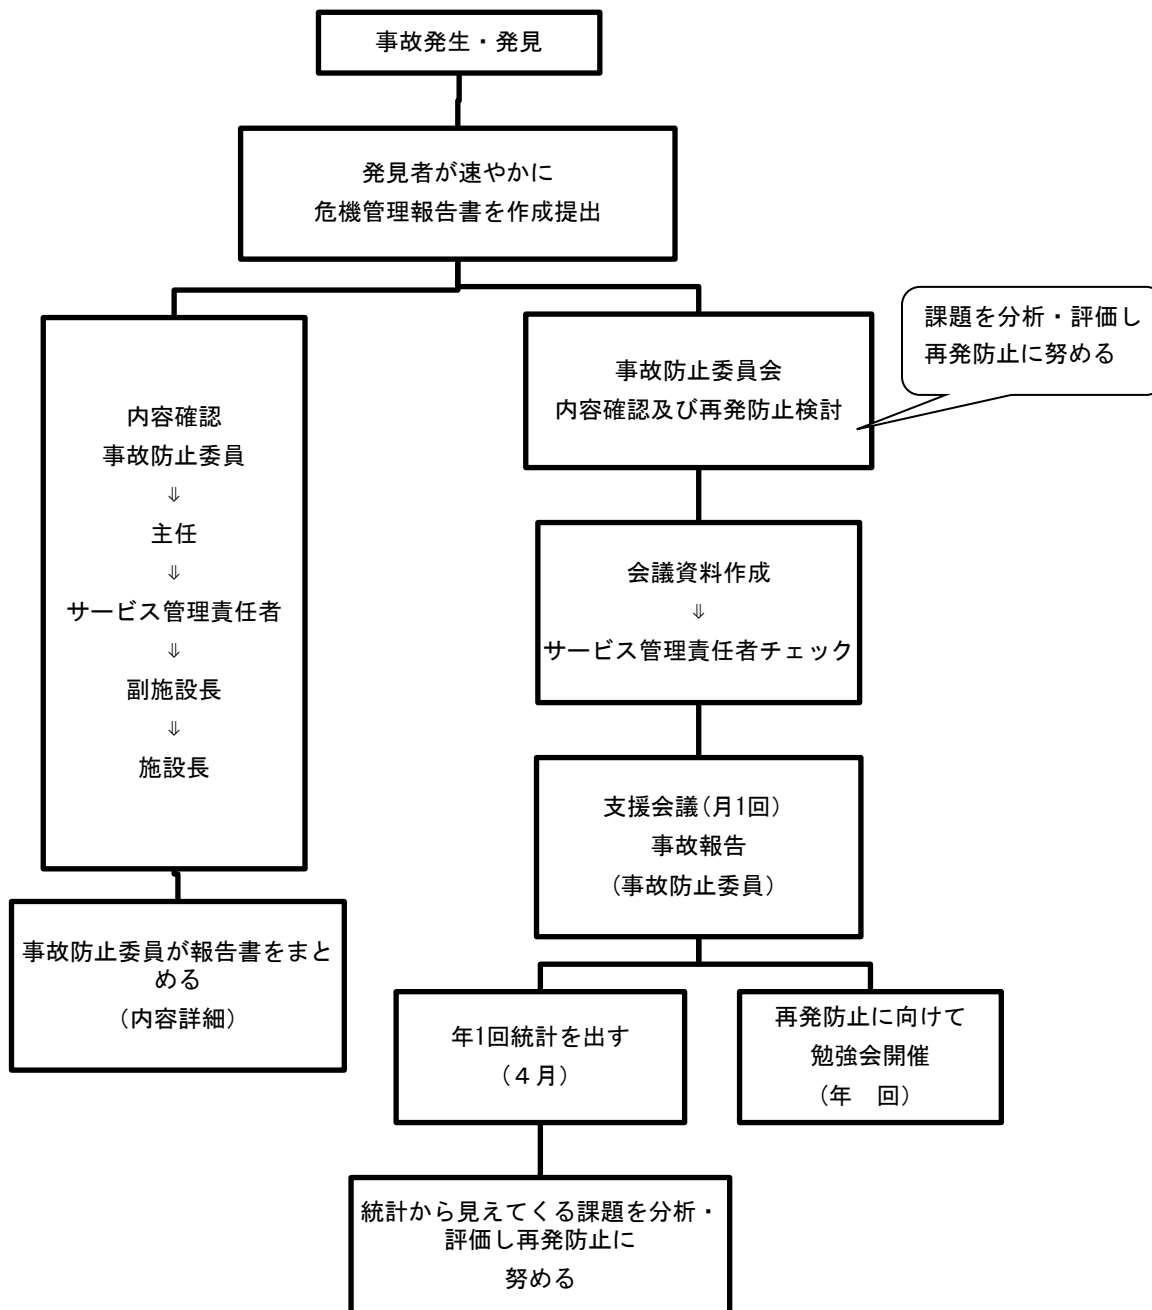 事故発生・発見
発見者が速やかに
危機管理報告書を作成提出
課題を分析・評価し
再発防止に努める
内容確認
事故防止委員
⇓
主任
⇓
サービス管理責任者
⇓
副施設長
⇓
施設長
事故防止委員会
内容確認及び再発防止検討
会議資料作成
⇓
サービス管理責任者チェック
支援会議(月1回)
事故報告
(事故防止委員)
事故防止委員が報告書をまと
める
(内容詳細)
年1回統計を出す
(4月)
再発防止に向けて
勉強会開催
(年　回)
統計から見えてくる課題を分析・
評価し再発防止に
努める